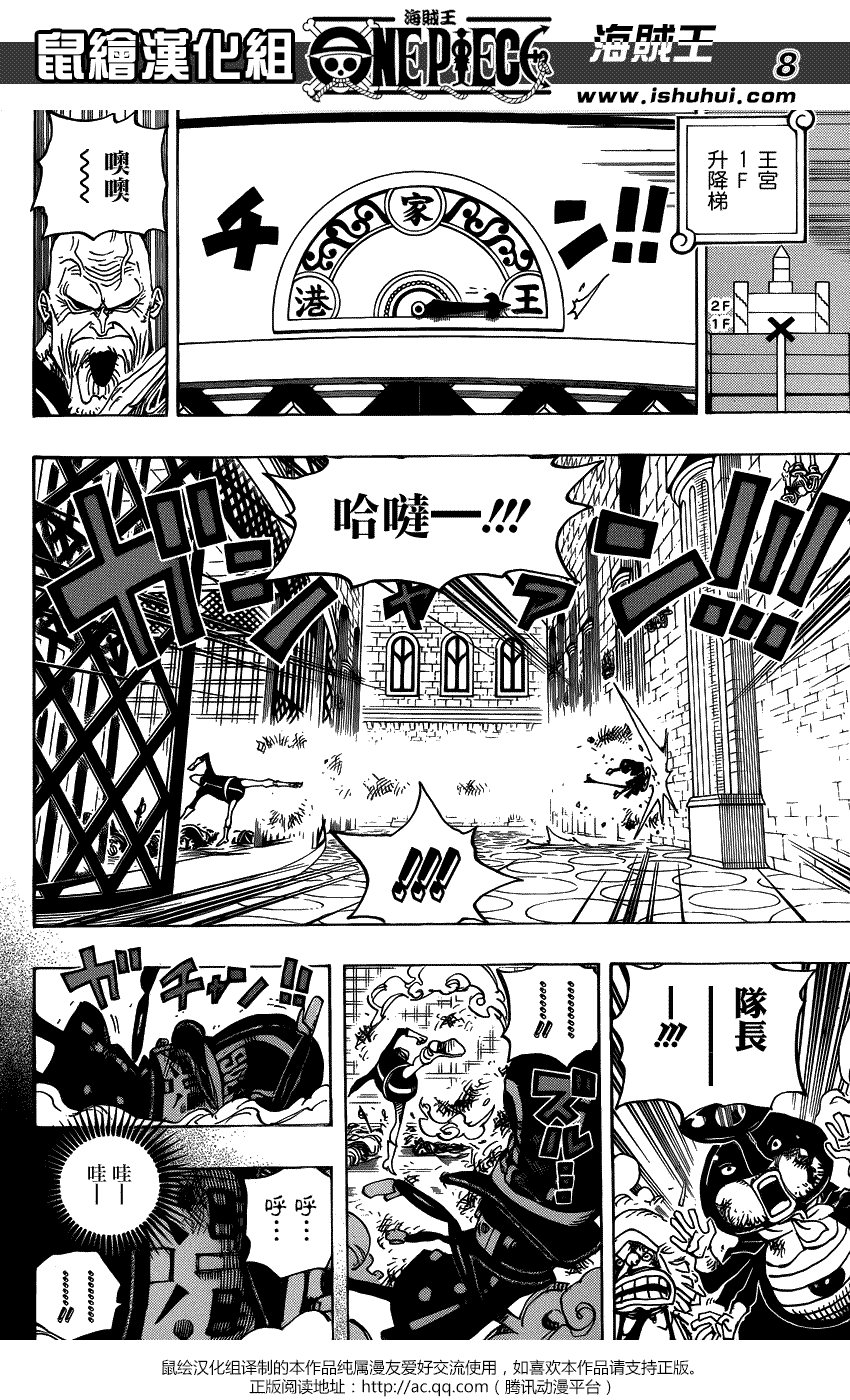 鼠繪漢化組
海賊王
ONE PIECE
海賊王
8
www.ishuhui.com
王宮
1F
升降梯
2F
1F
チーン!!
家
港
王
噢噢
哈噠—!!!
ガシャアーン!!!
!!!!
隊長
——!!!
…………!!
ズル…
ガチャン!!
呼…
呼…
哇—
哇—
…………!!
鼠绘汉化组译制的本作品纯属漫友爱好交流使用，如喜欢本作品请支持正版。
正版阅读地址：http://ac.qq.com（腾讯动漫平台）